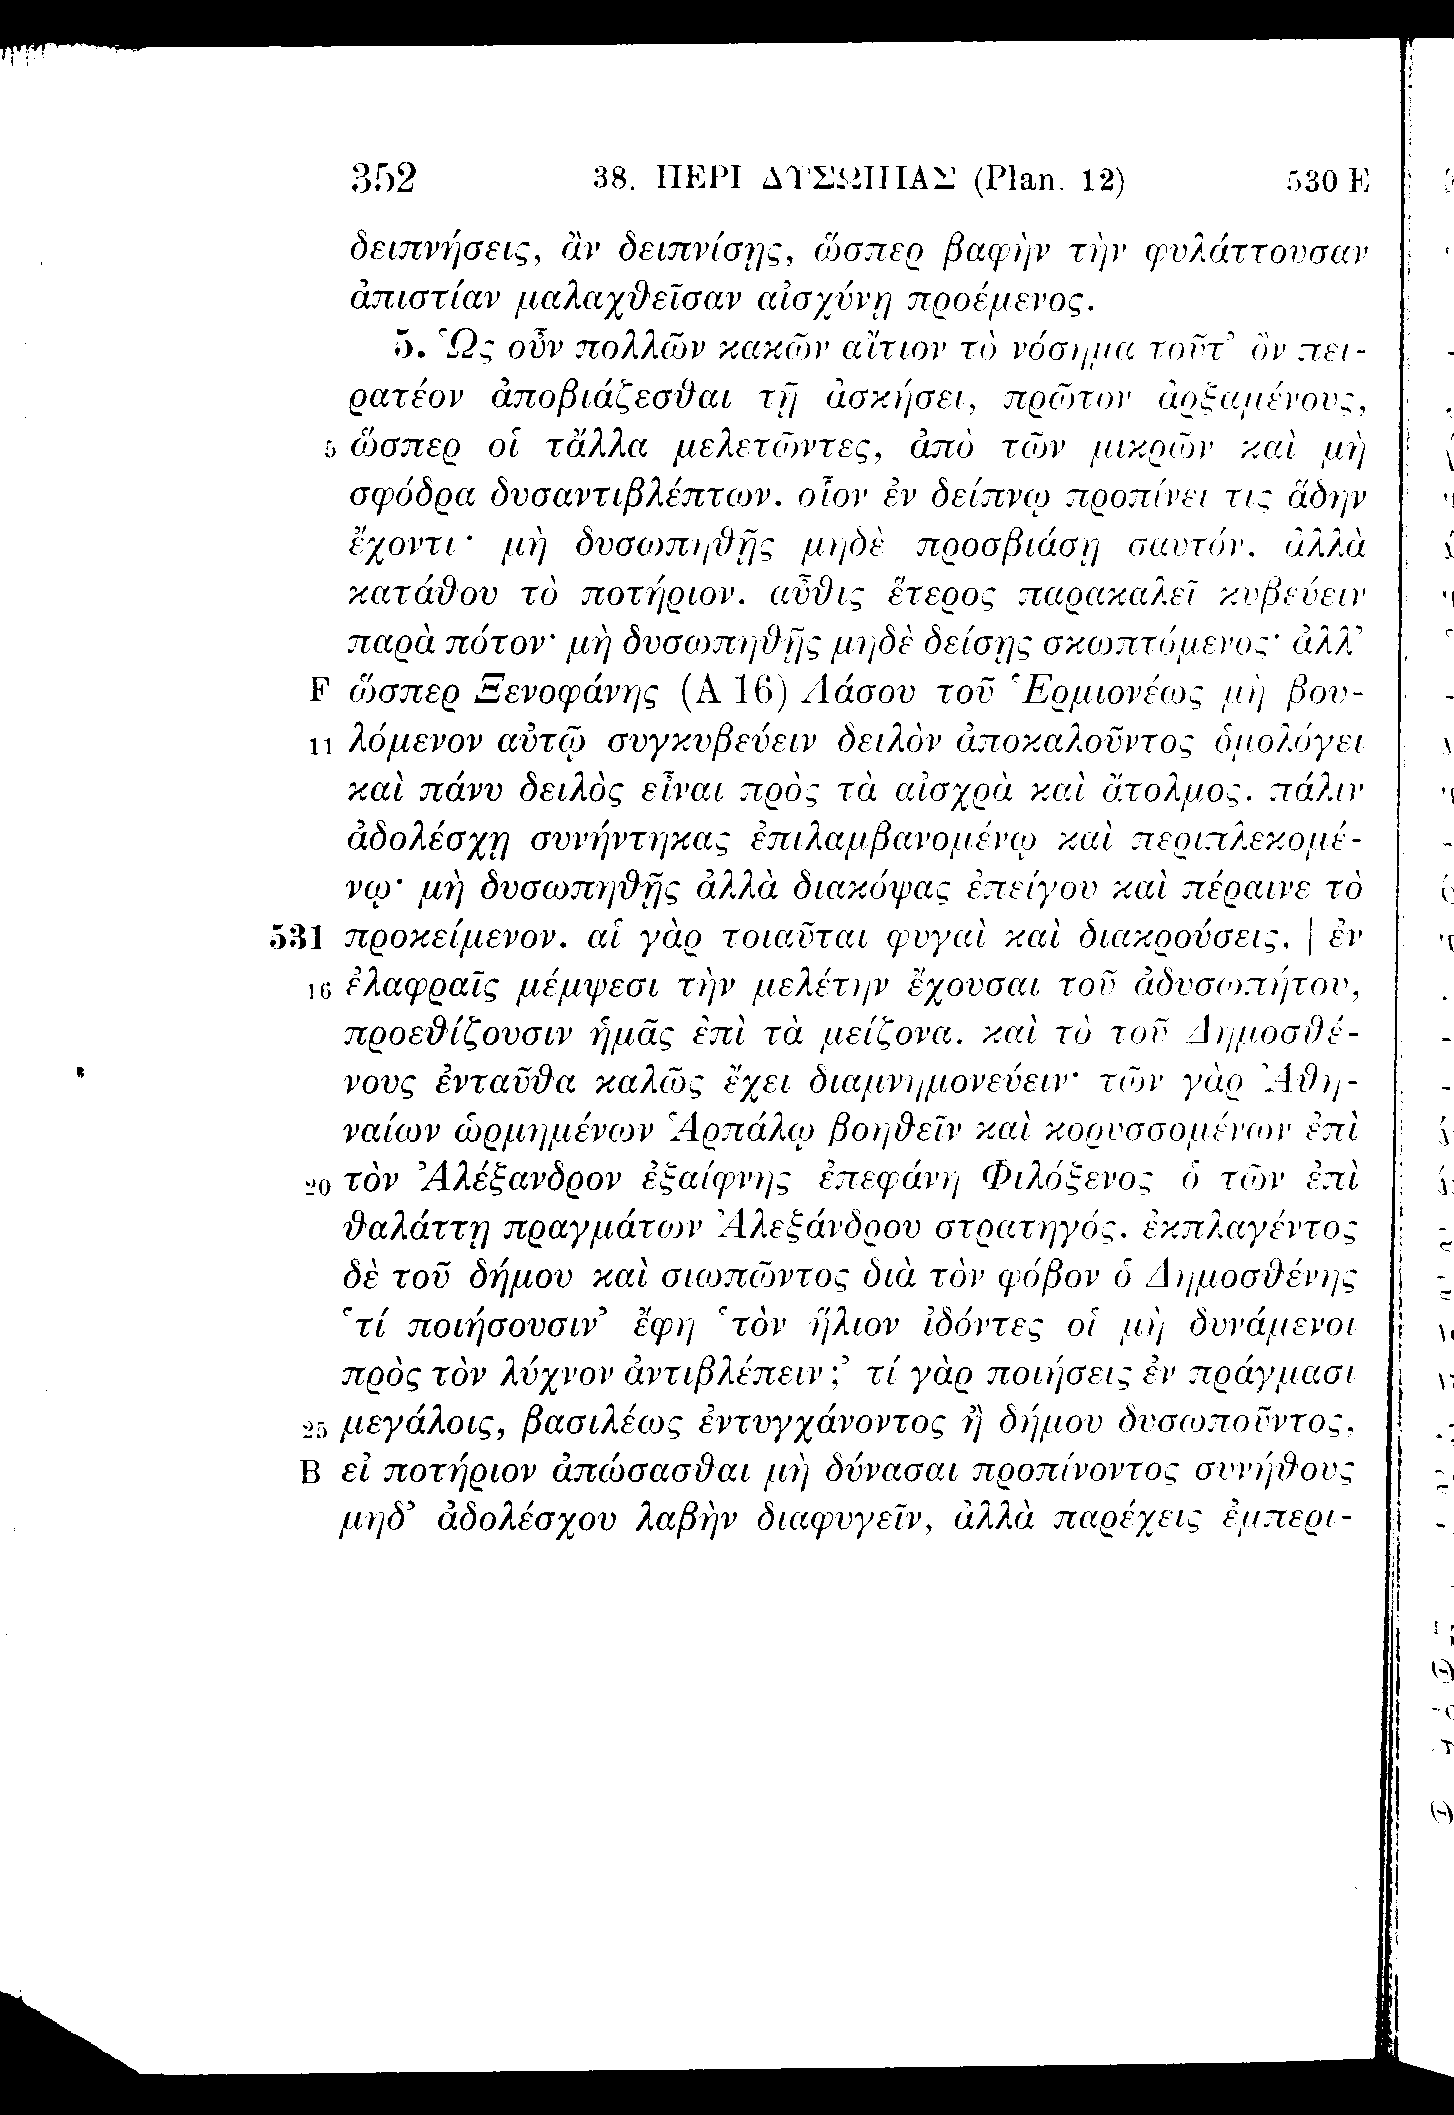 352 38. ΠΕΡΙ ΔΥΣΩΠΙΑΣ (Plan. 12) 530 E
δειπνήσεις, ἂν δειπνίσῃς, ὥσπερ βαφὴν τὴν φυλάττουσαν
ἀπιστίαν μαλαχθεῖσαν αἰσχύνῃ προέμενος.
5. Ὡς οὖν πολλῶν κακῶν αἴτιον τὸ νόσημα τοῦτ’ ὂν πει-
ρατέον ἀποβιάζεσθαι τῇ ἀσκήσει, πρῶτον ἀρξαμένους,
5 ὥσπερ οἱ τἄλλα μελετῶντες, ἀπὸ τῶν μικρῶν καὶ μὴ
σφόδρα δυσαντιβλέπτων. οἷον ἐν δείπνῳ προπίνει τις ἅδην
ἔχοντι· μὴ δυσωπηθῇς μηδὲ προσβιάσῃ σαυτόν, ἀλλὰ
κατάθου τὸ ποτήριον. αὖθις ἕτερος παρακαλεῖ κυβεύειν
παρὰ πότον· μὴ δυσωπηθῇς μηδὲ δείσῃς σκωπτόμενος· ἀλλ’
F ὥσπερ Ξενοφάνης (A 16) Λάσου τοῦ Ἑρμιονέως μὴ βου-
11 λόμενον αὐτῷ συγκυβεύειν δειλὸν ἀποκαλοῦντος ὁμολόγει
καὶ πάνυ δειλὸς εἶναι πρὸς τὰ αἰσχρὰ καὶ ἄτολμος. πάλιν
ἀδολέσχῃ συνήντηκας ἐπιλαμβανομένῳ καὶ περιπλεκομέ-
νῳ· μὴ δυσωπηθῇς ἀλλὰ διακόψας ἐπείγου καὶ πέραινε τὸ
531 προκείμενον. αἱ γὰρ τοιαῦται φυγαὶ καὶ διακρούσεις, | ἐν
16 ἐλαφραῖς μέμψεσι τὴν μελέτην ἔχουσαι τοῦ ἀδυσωπήτου,
προεθίζουσιν ἡμᾶς ἐπὶ τὰ μείζονα. καὶ τὸ τοῦ Δημοσθέ-
νους ἐνταῦθα καλῶς ἔχει διαμνημονεύειν· τῶν γὰρ Ἀθη-
ναίων ὡρμημένων Ἁρπάλῳ βοηθεῖν καὶ κορυσσομένων ἐπὶ
20 τὸν Ἀλέξανδρον ἐξαίφνης ἐπεφάνη Φιλόξενος ὁ τῶν ἐπὶ
θαλάττῃ πραγμάτων Ἀλεξάνδρου στρατηγός. ἐκπλαγέντος
δὲ τοῦ δήμου καὶ σιωπῶντος διὰ τὸν φόβον ὁ Δημοσθένης
‘τί ποιήσουσιν’ ἔφη ‘τὸν ἥλιον ἰδόντες οἱ μὴ δυνάμενοι
πρὸς τὸν λύχνον ἀντιβλέπειν;’ τί γὰρ ποιήσεις ἐν πράγμασι
25 μεγάλοις, βασιλέως ἐντυγχάνοντος ἢ δήμου δυσωποῦντος,
B εἰ ποτήριον ἀπώσασθαι μὴ δύνασαι προπίνοντος συνήθους
μηδ’ ἀδολέσχου λαβὴν διαφυγεῖν, ἀλλὰ παρέχεις ἐμπερι-